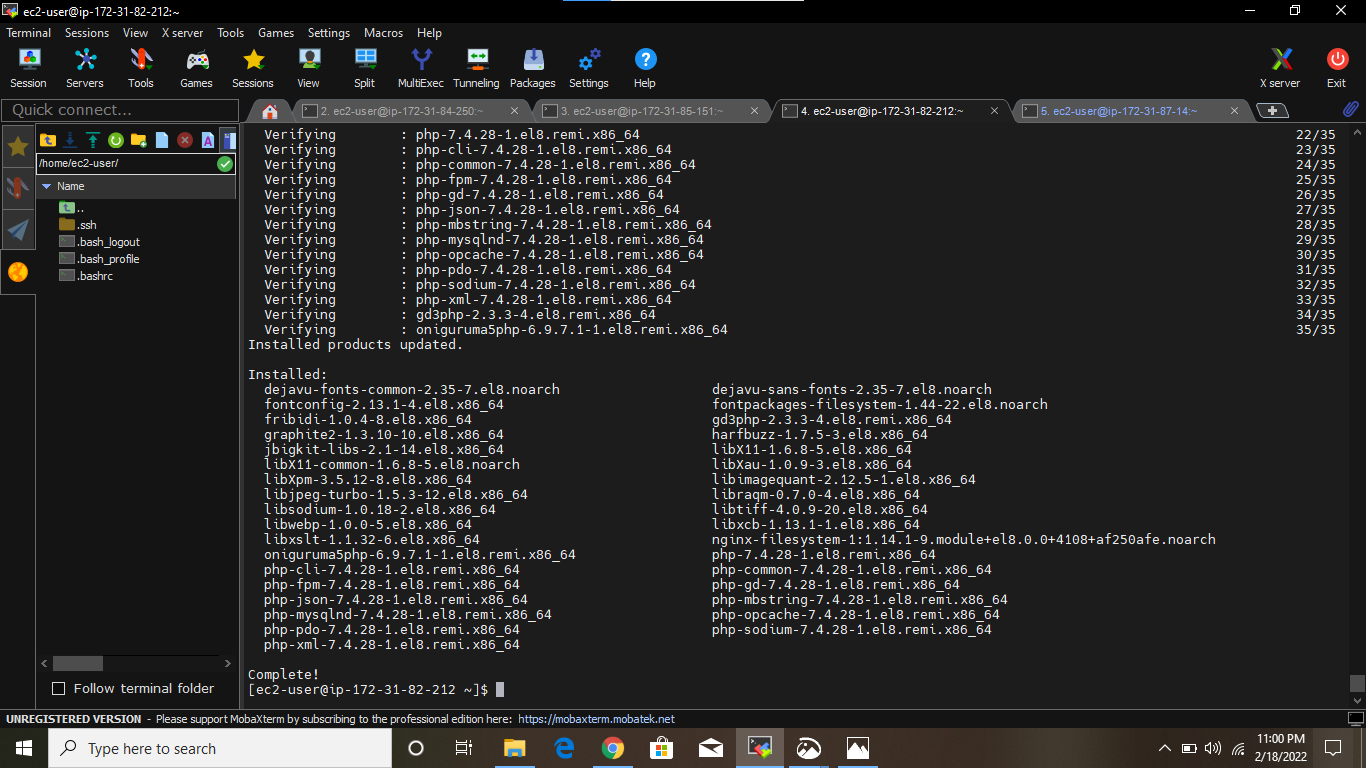 ec2-user@ip-172-31-82-212:~
Terminal Sessions View X server Tools Games Settings Macros Help
Session Servers Tools Games Sessions View Split MultiExec Tunneling Packages Settings Help X server Exit
Quick connect...
2. ec2-user@ip-172-31-84-250:~
3. ec2-user@ip-172-31-85-151:~
4. ec2-user@ip-172-31-82-212:~
5. ec2-user@ip-172-31-87-14:~
/home/ec2-user/
Name
..
.ssh
.bash_logout
.bash_profile
.bashrc
Follow terminal folder
Verifying : php-7.4.28-1.el8.remi.x86_64 22/35
Verifying : php-cli-7.4.28-1.el8.remi.x86_64 23/35
Verifying : php-common-7.4.28-1.el8.remi.x86_64 24/35
Verifying : php-fpm-7.4.28-1.el8.remi.x86_64 25/35
Verifying : php-gd-7.4.28-1.el8.remi.x86_64 26/35
Verifying : php-json-7.4.28-1.el8.remi.x86_64 27/35
Verifying : php-mbstring-7.4.28-1.el8.remi.x86_64 28/35
Verifying : php-mysqlnd-7.4.28-1.el8.remi.x86_64 29/35
Verifying : php-opcache-7.4.28-1.el8.remi.x86_64 30/35
Verifying : php-pdo-7.4.28-1.el8.remi.x86_64 31/35
Verifying : php-sodium-7.4.28-1.el8.remi.x86_64 32/35
Verifying : php-xml-7.4.28-1.el8.remi.x86_64 33/35
Verifying : gd3php-2.3.3-4.el8.remi.x86_64 34/35
Verifying : oniguruma5php-6.9.7.1-1.el8.remi.x86_64 35/35
Installed products updated.
Installed:
dejavu-fonts-common-2.35-7.el8.noarch dejavu-sans-fonts-2.35-7.el8.noarch
fontconfig-2.13.1-4.el8.x86_64 fontpackages-filesystem-1.44-22.el8.noarch
fribidi-1.0.4-8.el8.x86_64 gd3php-2.3.3-4.el8.remi.x86_64
graphite2-1.3.10-10.el8.x86_64 harfbuzz-1.7.5-3.el8.x86_64
jbigkit-libs-2.1-14.el8.x86_64 libX11-1.6.8-5.el8.x86_64
libX11-common-1.6.8-5.el8.noarch libXau-1.0.9-3.el8.x86_64
libXpm-3.5.12-8.el8.x86_64 libimagequant-2.12.5-1.el8.x86_64
libjpeg-turbo-1.5.3-12.el8.x86_64 libraqm-0.7.0-4.el8.x86_64
libsodium-1.0.18-2.el8.x86_64 libtiff-4.0.9-20.el8.x86_64
libwebp-1.0.0-5.el8.x86_64 libxcb-1.13.1-1.el8.x86_64
libxslt-1.1.32-6.el8.x86_64 nginx-filesystem-1:1.14.1-9.module+el8.0.0+4108+af250afe.noarch
oniguruma5php-6.9.7.1-1.el8.remi.x86_64 php-7.4.28-1.el8.remi.x86_64
php-cli-7.4.28-1.el8.remi.x86_64 php-common-7.4.28-1.el8.remi.x86_64
php-fpm-7.4.28-1.el8.remi.x86_64 php-gd-7.4.28-1.el8.remi.x86_64
php-json-7.4.28-1.el8.remi.x86_64 php-mbstring-7.4.28-1.el8.remi.x86_64
php-mysqlnd-7.4.28-1.el8.remi.x86_64 php-opcache-7.4.28-1.el8.remi.x86_64
php-pdo-7.4.28-1.el8.remi.x86_64 php-sodium-7.4.28-1.el8.remi.x86_64
php-xml-7.4.28-1.el8.remi.x86_64
Complete!
[ec2-user@ip-172-31-82-212 ~]$
UNREGISTERED VERSION - Please support MobaXterm by subscribing to the professional edition here: https://mobaxterm.mobatek.net
Type here to search
11:00 PM
2/18/2022